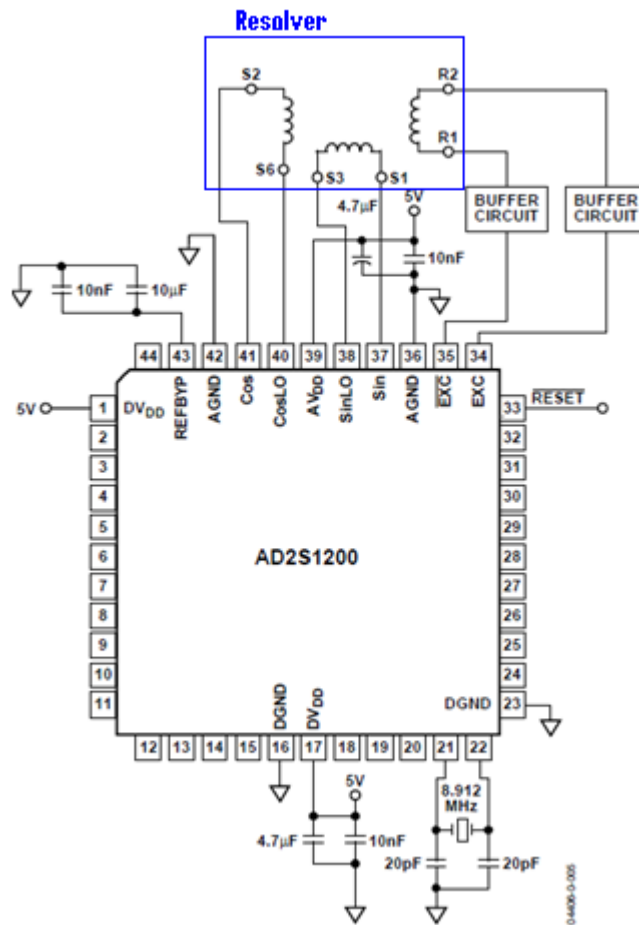 Resolver
S2
R2
R1
S6
S3
S1
4.7µF
5V
BUFFER
CIRCUIT
BUFFER
CIRCUIT
10nF
10nF
10µF
44
43
42
41
40
39
38
37
36
35
34
REFBYP
AGND
Cos
CosLO
AVDD
SinLO
Sin
AGND
EXC
EXC
5V
1
DVDD
2
3
4
5
6
7
8
9
10
11
AD2S1200
33
RESET
32
31
30
29
28
27
26
25
24
DGND
23
DGND
DVDD
12
13
14
15
16
17
18
19
20
21
22
5V
4.7µF
10nF
8.912
MHz
20pF
20pF
04406-0-005